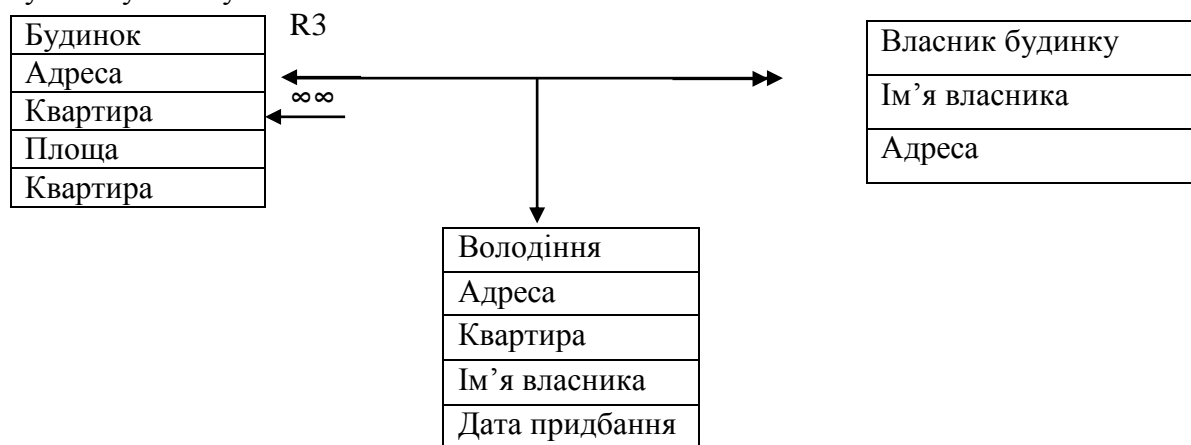 Будинок
Адреса
Квартира
Площа
Квартира
R3
∞∞
Власник будинку
Ім’я власника
Адреса
Володіння
Адреса
Квартира
Ім’я власника
Дата придбання